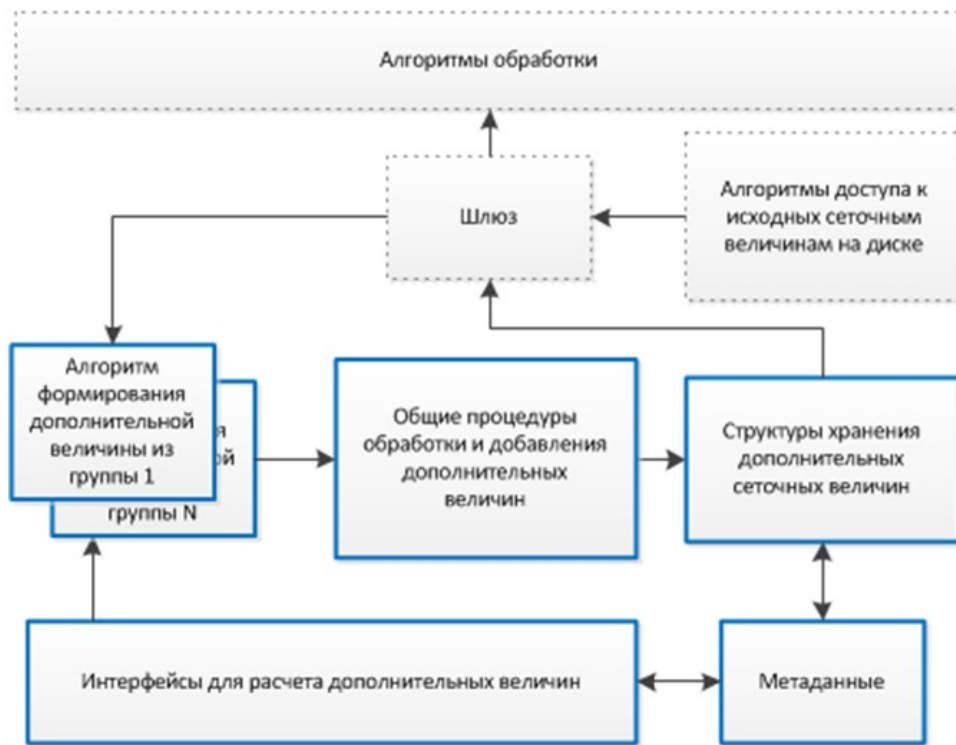 Алгоритмы обработки
Шлюз
Алгоритмы доступа к
исходных сеточным
величинам на диске
Алгоритм
формирования
дополнительной
величины из
группы 1
группы N
Общие процедуры
обработки и добавления
дополнительных
величин
Структуры хранения
дополнительных
сеточных величин
Интерфейсы для расчета дополнительных величин
Метаданные